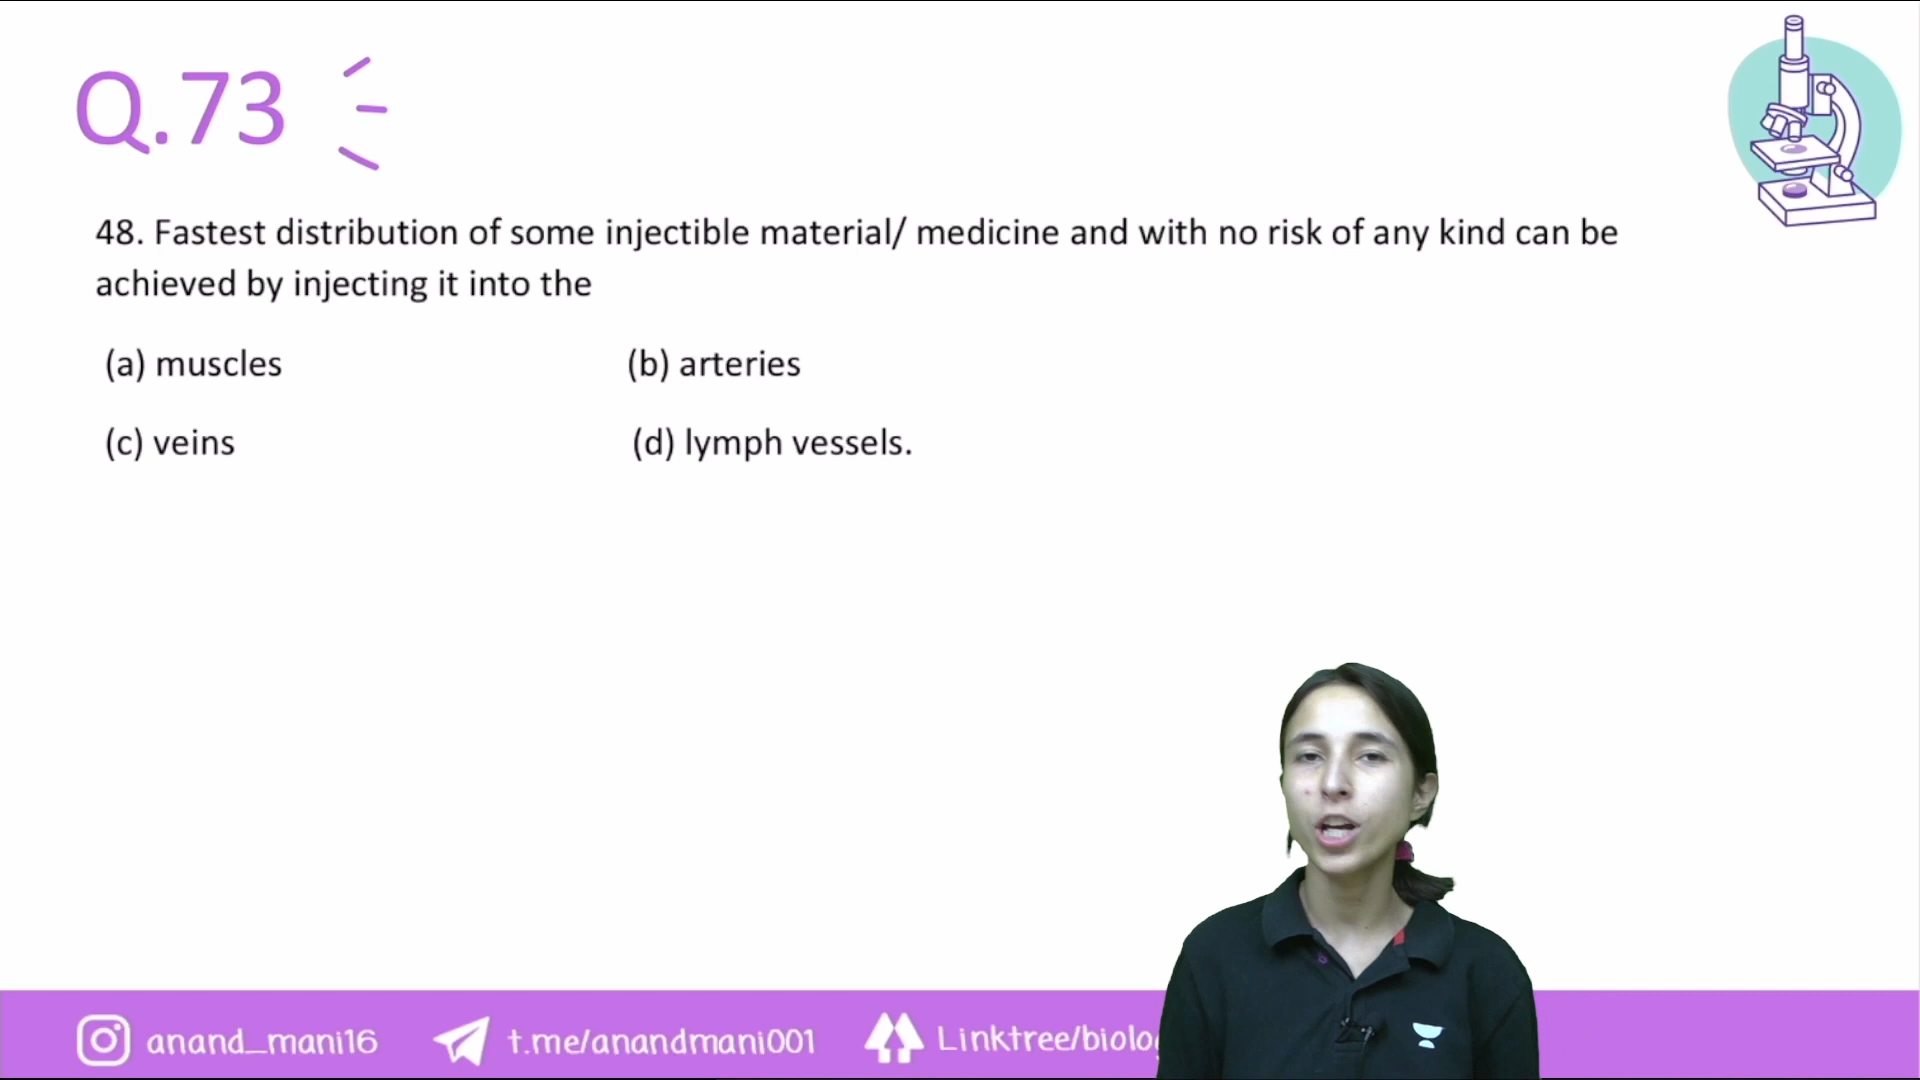 Q.73
48. Fastest distribution of some injectible material/ medicine and with no risk of any kind can be
achieved by injecting it into the
(a) muscles (b) arteries
(c) veins (d) lymph vessels.
anand_mani16 t.me/anandmani001 Linktree/biolo